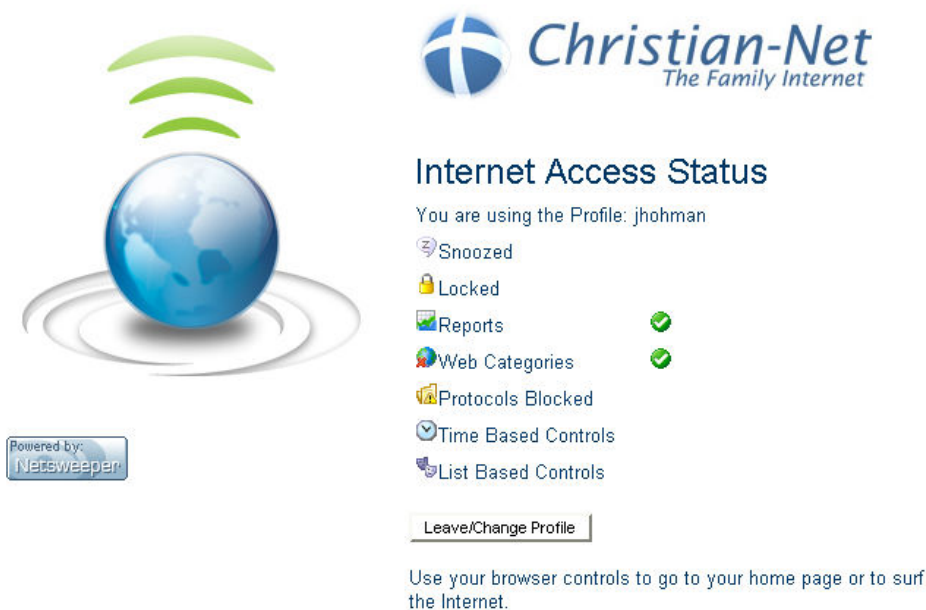 Christian-Net
The Family Internet
Internet Access Status
You are using the Profile: jhohman
Snoozed
Locked
Reports
Web Categories
Protocols Blocked
Time Based Controls
List Based Controls
Powered by:
Netsweeper
Leave/Change Profile
Use your browser controls to go to your home page or to surf
the Internet.